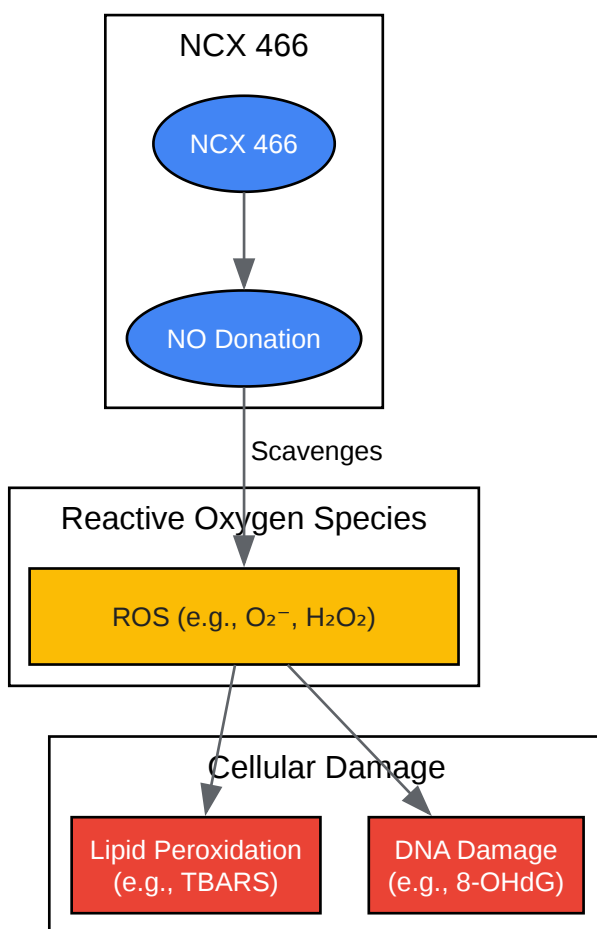 NCX 466
NCX 466
NO Donation
Scavenges
Reactive Oxygen Species
ROS (e.g., O₂⁻, H₂O₂)
Cellular Damage
Lipid Peroxidation
(e.g., TBARS)
DNA Damage
(e.g., 8-OHdG)